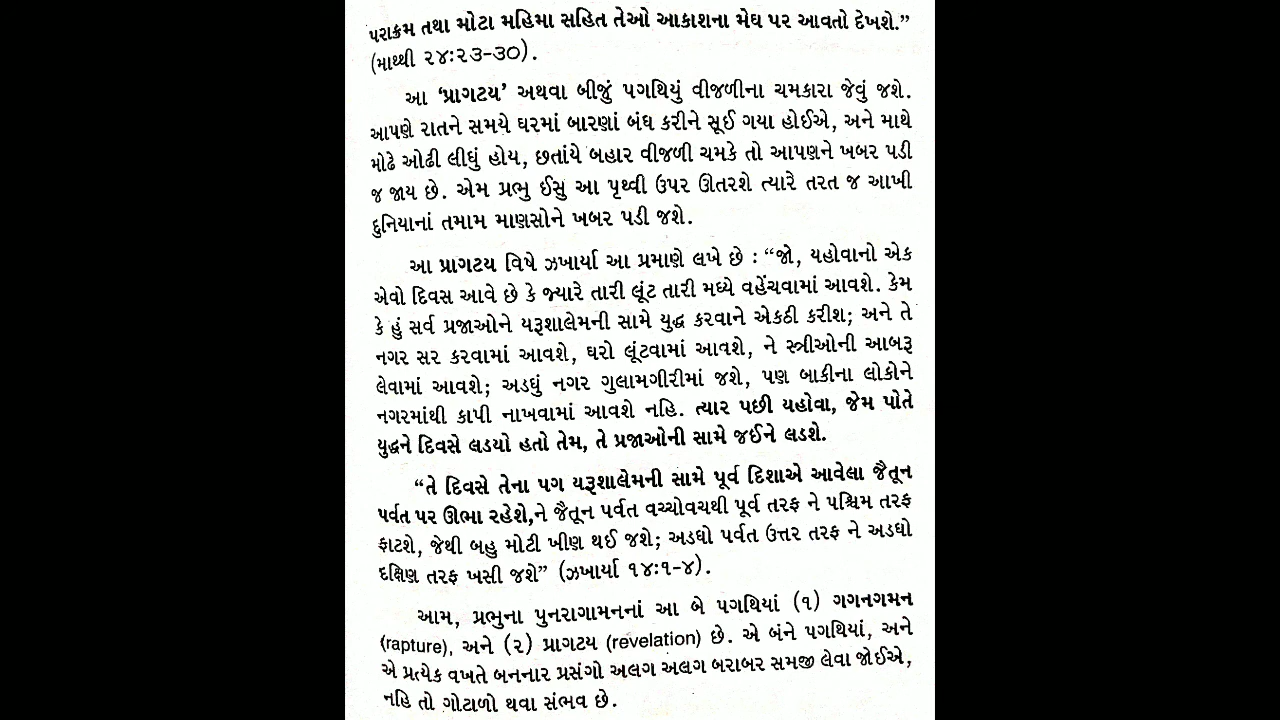 પરાક્રમ તથા મોટા મહિમા સહિત તેઓ આકાશના મેઘ પર આવતો દેખશે.”
(માથ્થી ૨૪:૨૩-૩૦).
આ ‘પ્રાગટય’ અથવા બીજું પગથિયું વીજળીના ચમકારા જેવું જશે.
આપણે રાતને સમયે ઘરમાં બારણાં બંધ કરીને સૂઈ ગયા હોઈએ, અને માથે
મોઢે ઓઢી લીધું હોય, છતાંયે બહાર વીજળી ચમકે તો આપણને ખબર પડી
જ જાય છે. એમ પ્રભુ ઈસુ આ પૃથ્વી ઉપર ઊતરશે ત્યારે તરત જ આખી
દુનિયાનાં તમામ માણસોને ખબર પડી જશે.
આ પ્રાગટય વિષે ઝખાર્યા આ પ્રમાણે લખે છે : “જો, યહોવાનો એક
એવો દિવસ આવે છે કે જ્યારે તારી લૂંટ તારી મધ્યે વહેંચવામાં આવશે. કેમ
કે હું સર્વ પ્રજાઓને યરૂશાલેમની સામે યુદ્ધ કરવાને એકઠી કરીશ; અને તે
નગર સર કરવામાં આવશે, ઘરો લૂંટવામાં આવશે, ને સ્ત્રીઓની આબરૂ
લેવામાં આવશે; અડધું નગર ગુલામગીરીમાં જશે, પણ બાકીના લોકોને
નગરમાંથી કાપી નાખવામાં આવશે નહિ. ત્યાર પછી યહોવા, જેમ પોતે
યુદ્ધને દિવસે લડયો હતો તેમ, તે પ્રજાઓની સામે જઈને લડશે.
“તે દિવસે તેના પગ યરૂશાલેમની સામે પૂર્વ દિશાએ આવેલા જૈતૂન
પર્વત પર ઊભા રહેશે,ને જૈતૂન પર્વત વચ્ચોવચથી પૂર્વ તરફ ને પશ્ચિમ તરફ
ફાટશે, જેથી બહુ મોટી ખીણ થઈ જશે; અડધો પર્વત ઉત્તર તરફ ને અડધો
દક્ષિણ તરફ ખસી જશે” (ઝખાર્યા ૧૪:૧-૪).
આમ, પ્રભુના પુનરાગામનનાં આ બે પગથિયાં (૧) ગગનગમન
(rapture), અને (૨) પ્રાગટય (revelation) છે. એ બંને પગથિયાં, અને
એ પ્રત્યેક વખતે બનનાર પ્રસંગો અલગ અલગ બરાબર સમજી લેવા જોઈએ,
નહિ તો ગોટાળો થવા સંભવ છે.